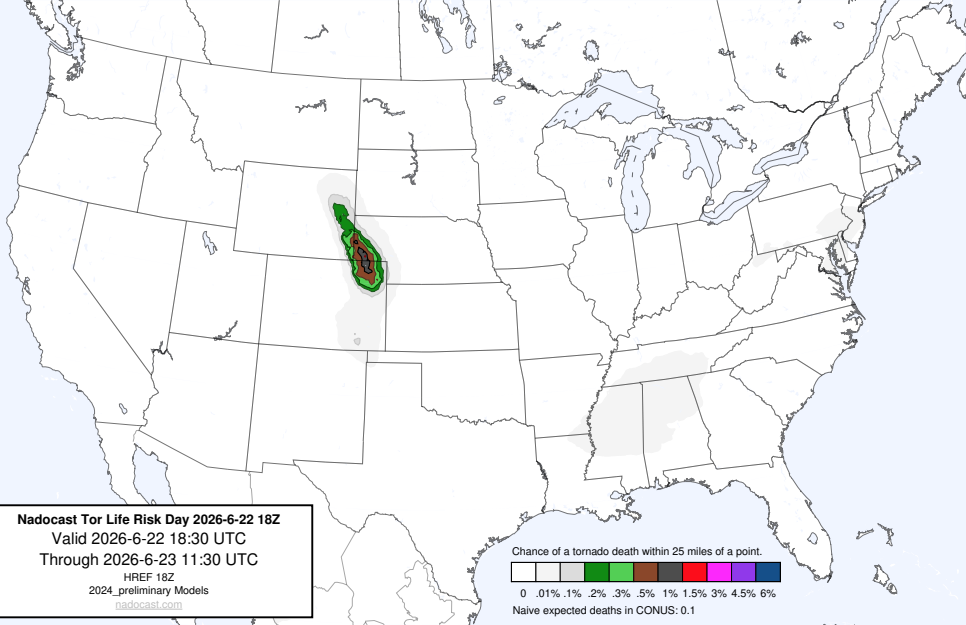 Nadocast Tor Life Risk Day 2026-6-22 18Z
Valid 2026-6-22 18:30 UTC
Through 2026-6-23 11:30 UTC
HREF 18Z
2024_preliminary Models
nadocast.com
Chance of a tornado death within 25 miles of a point.
0 .01% .1% .2% .3% .5% 1% 1.5% 3% 4.5% 6%
Naive expected deaths in CONUS: 0.1